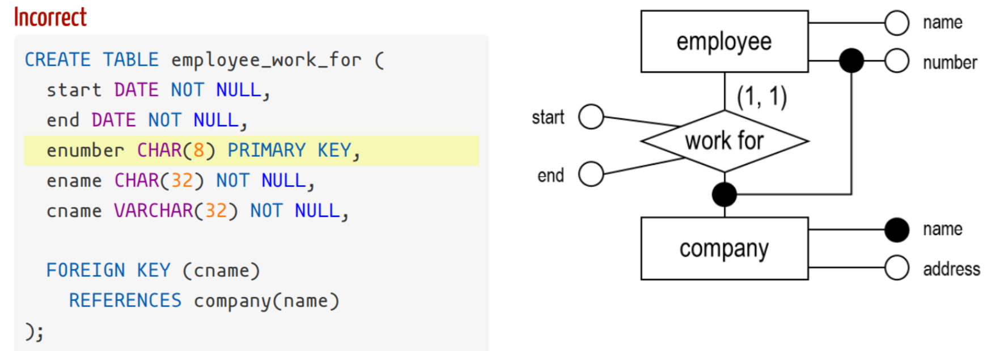 Incorrect
CREATE TABLE employee_work_for (
start DATE NOT NULL,
end DATE NOT NULL,
enumber CHAR(8) PRIMARY KEY,
ename CHAR(32) NOT NULL,
cname VARCHAR(32) NOT NULL,
FOREIGN KEY (cname)
REFERENCES company(name)
);
employee
name
number
(1, 1)
start
work for
end
company
name
address